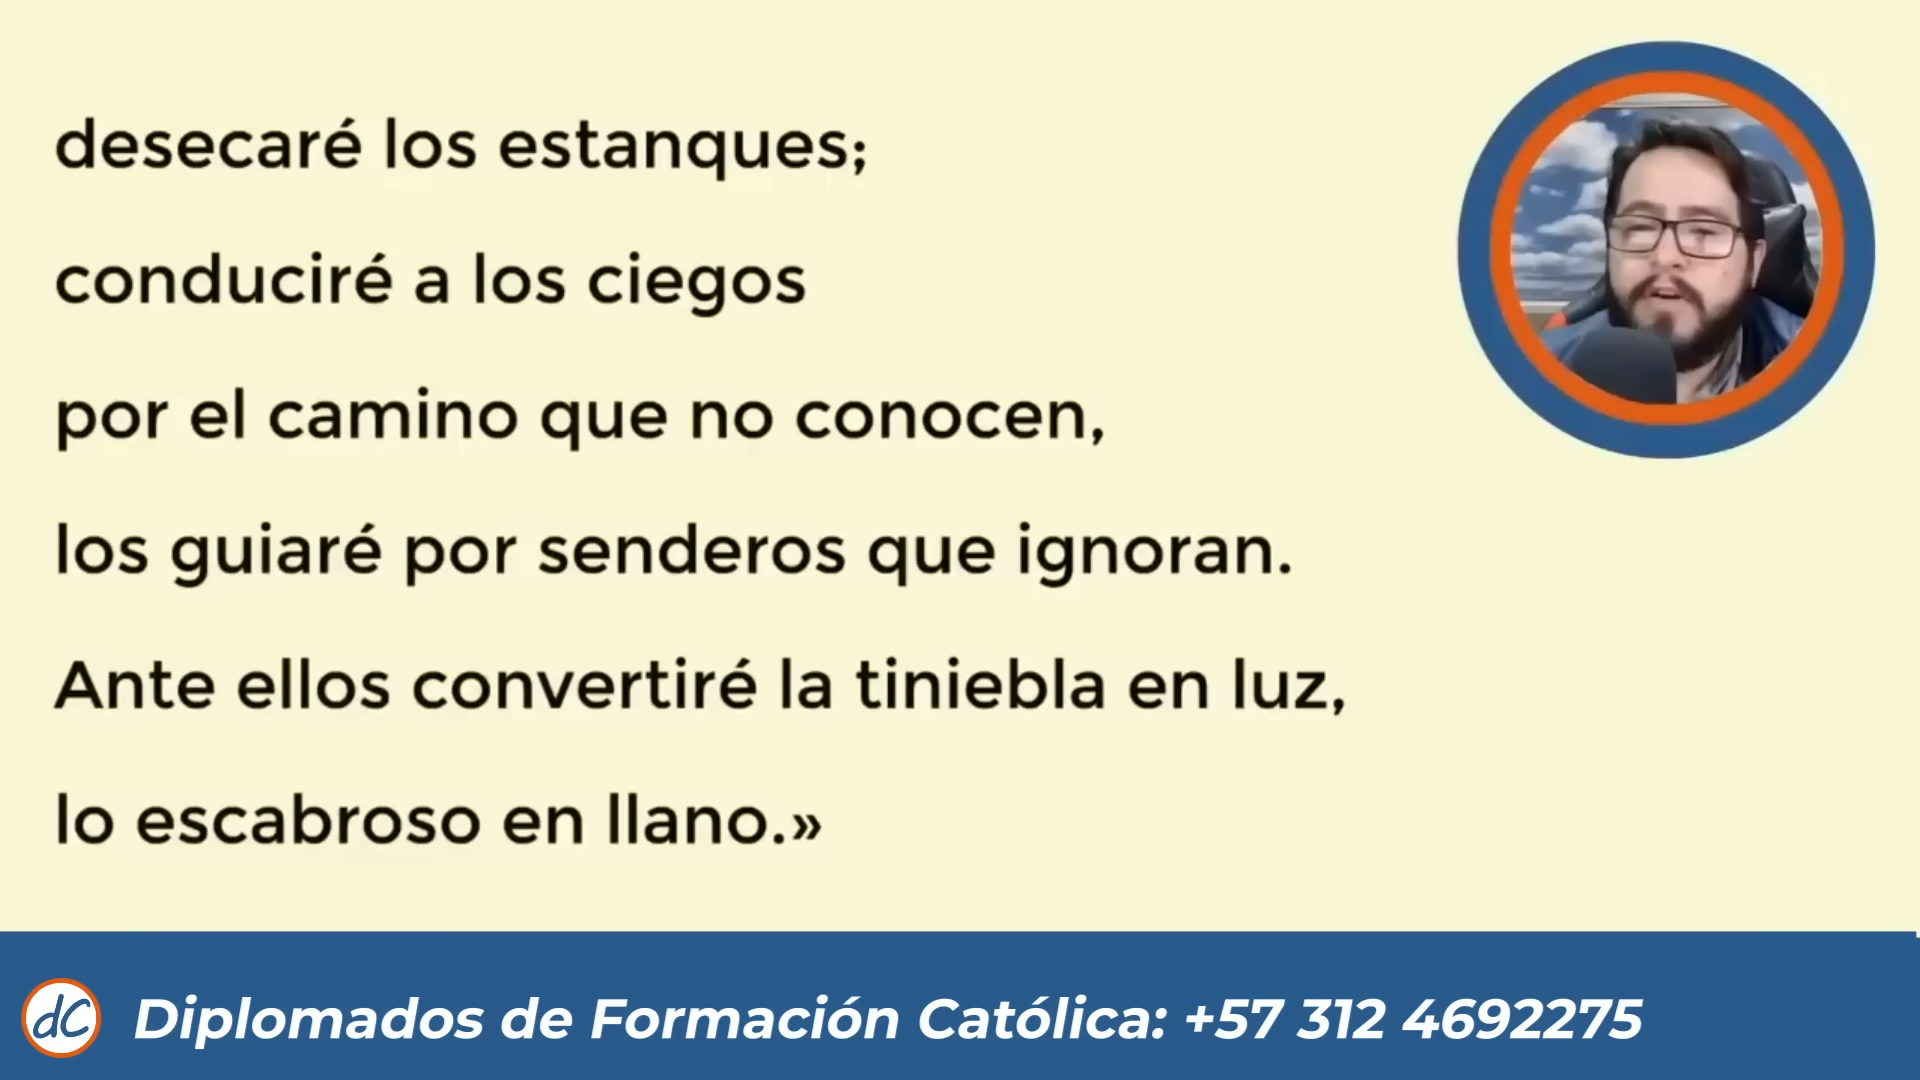 desecaré los estanques;
conduciré a los ciegos
por el camino que no conocen,
los guiaré por senderos que ignoran.
Ante ellos convertiré la tiniebla en luz,
lo escabroso en llano.»
dC Diplomados de Formación Católica: +57 312 4692275